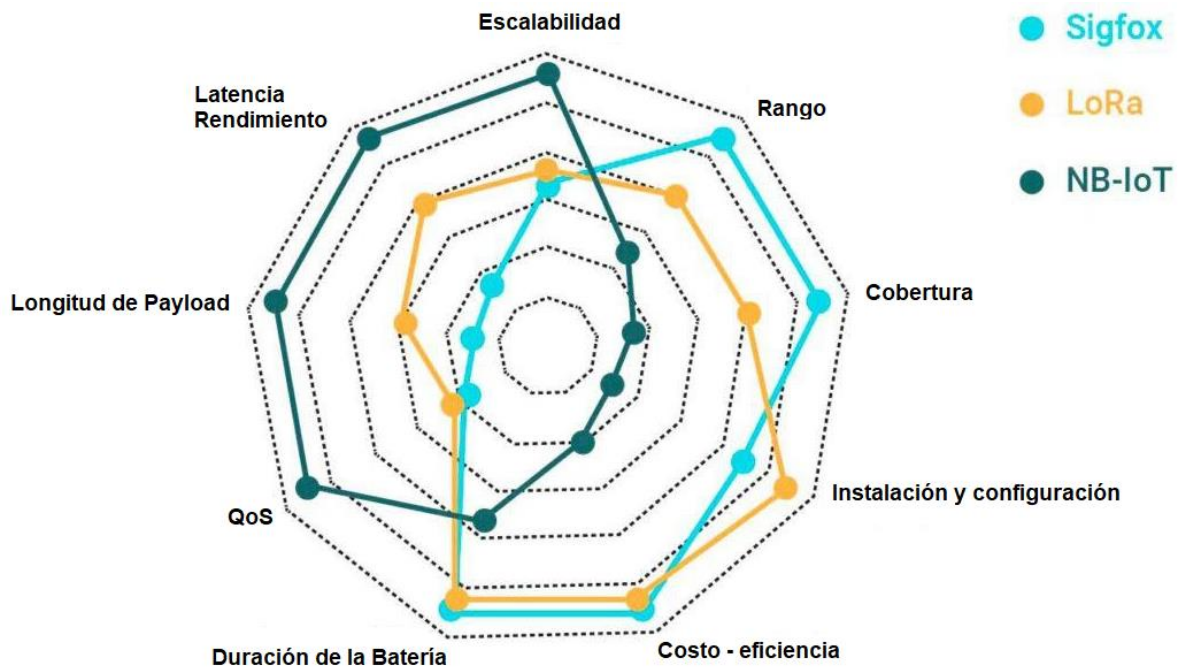 Escalabilidad
Sigfox
Latencia
Rendimiento
Rango
LoRa
NB-IoT
Longitud de Payload
Cobertura
Instalación y configuración
QoS
Duración de la Batería
Costo - eficiencia